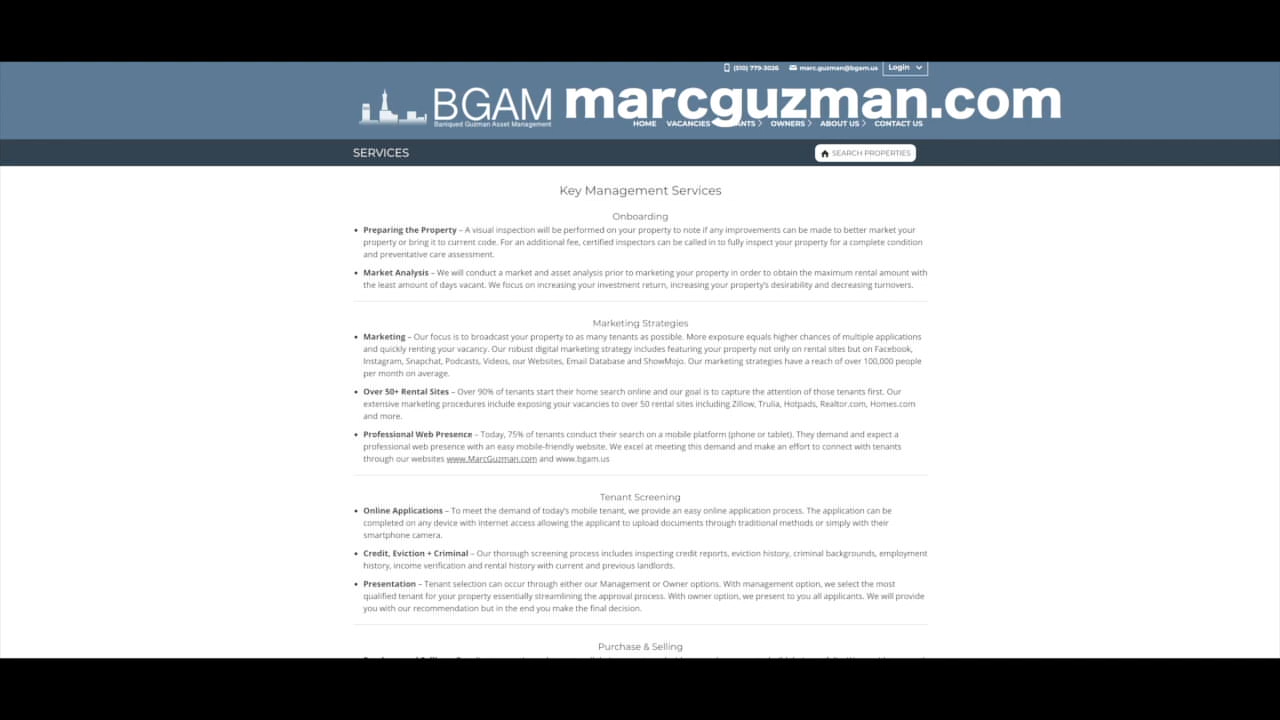 (510) 779-3026 marc.guzman@bgam.us Login
BGAM marcguzman.com
Baniqued Guzman Asset Management
HOME VACANCIES OWNERS ABOUT US CONTACT US
SERVICES SEARCH PROPERTIES
Key Management Services
Onboarding
• Preparing the Property – A visual inspection will be performed on your property to note if any improvements can be made to better market your
property or bring it to current code. For an additional fee, certified inspectors can be called in to fully inspect your property for a complete condition
and preventative care assessment.
• Market Analysis – We will conduct a market and asset analysis prior to marketing your property in order to obtain the maximum rental amount with
the least amount of days vacant. We focus on increasing your investment return, increasing your property's desirability and decreasing turnovers.
Marketing Strategies
• Marketing – Our focus is to broadcast your property to as many tenants as possible. More exposure equals higher chances of multiple applications
and quickly renting your vacancy. Our robust digital marketing strategy includes featuring your property not only on rental sites but on Facebook,
Instagram, Snapchat, Podcasts, Videos, our Websites, Email Database and ShowMojo. Our marketing strategies have a reach of over 100,000 people
per month on average.
• Over 50+ Rental Sites – Over 90% of tenants start their home search online and our goal is to capture the attention of those tenants first. Our
extensive marketing procedures include exposing your vacancies to over 50 rental sites including Zillow, Trulia, Hotpads, Realtor.com, Homes.com
and more.
• Professional Web Presence – Today, 75% of tenants conduct their search on a mobile platform (phone or tablet). They demand and expect a
professional web presence with an easy mobile-friendly website. We excel at meeting this demand and make an effort to connect with tenants
through our websites www.MarcGuzman.com and www.bgam.us
Tenant Screening
• Online Applications – To meet the demand of today's mobile tenant, we provide an easy online application process. The application can be
completed on any device with internet access allowing the applicant to upload documents through traditional methods or simply with their
smartphone camera.
• Credit, Eviction + Criminal – Our thorough screening process includes inspecting credit reports, eviction history, criminal backgrounds, employment
history, income verification and rental history with current and previous landlords.
• Presentation – Tenant selection can occur through either our Management or Owner options. With management option, we select the most
qualified tenant for your property essentially streamlining the approval process. With owner option, we present to you all applicants. We will provide
you with our recommendation but in the end you make the final decision.
Purchase & Selling